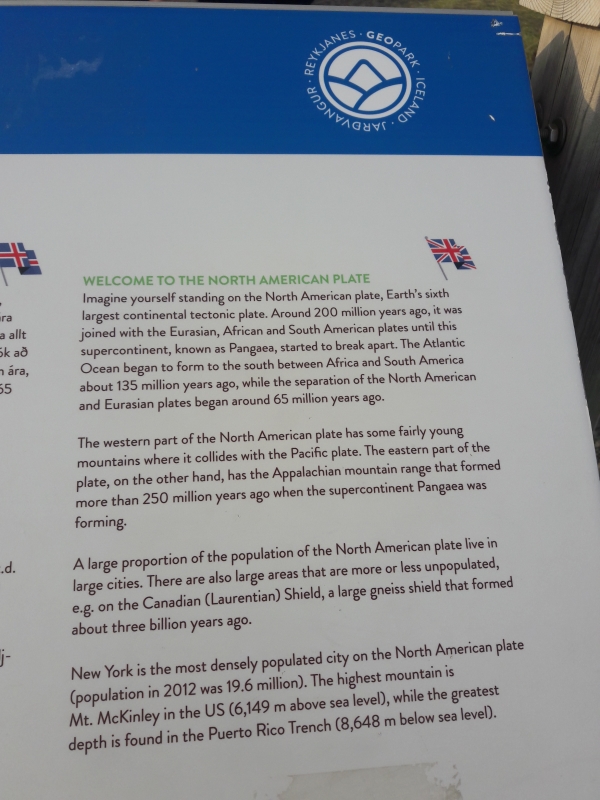 REYKJANES · GEOPARK · ICELAND · JARÐVANGUR ·
ra
a allt
ók að
n ára,
65
.d.
lj-
WELCOME TO THE NORTH AMERICAN PLATE
Imagine yourself standing on the North American plate, Earth's sixth
largest continental tectonic plate. Around 200 million years ago, it was
joined with the Eurasian, African and South American plates until this
supercontinent, known as Pangaea, started to break apart. The Atlantic
Ocean began to form to the south between Africa and South America
about 135 million years ago, while the separation of the North American
and Eurasian plates began around 65 million years ago.
The western part of the North American plate has some fairly young
mountains where it collides with the Pacific plate. The eastern part of the
plate, on the other hand, has the Appalachian mountain range that formed
more than 250 million years ago when the supercontinent Pangaea was
forming.
A large proportion of the population of the North American plate live in
large cities. There are also large areas that are more or less unpopulated,
e.g. on the Canadian (Laurentian) Shield, a large gneiss shield that formed
about three billion years ago.
New York is the most densely populated city on the North American plate
(population in 2012 was 19.6 million). The highest mountain is
Mt. McKinley in the US (6,149 m above sea level), while the greatest
depth is found in the Puerto Rico Trench (8,648 m below sea level).